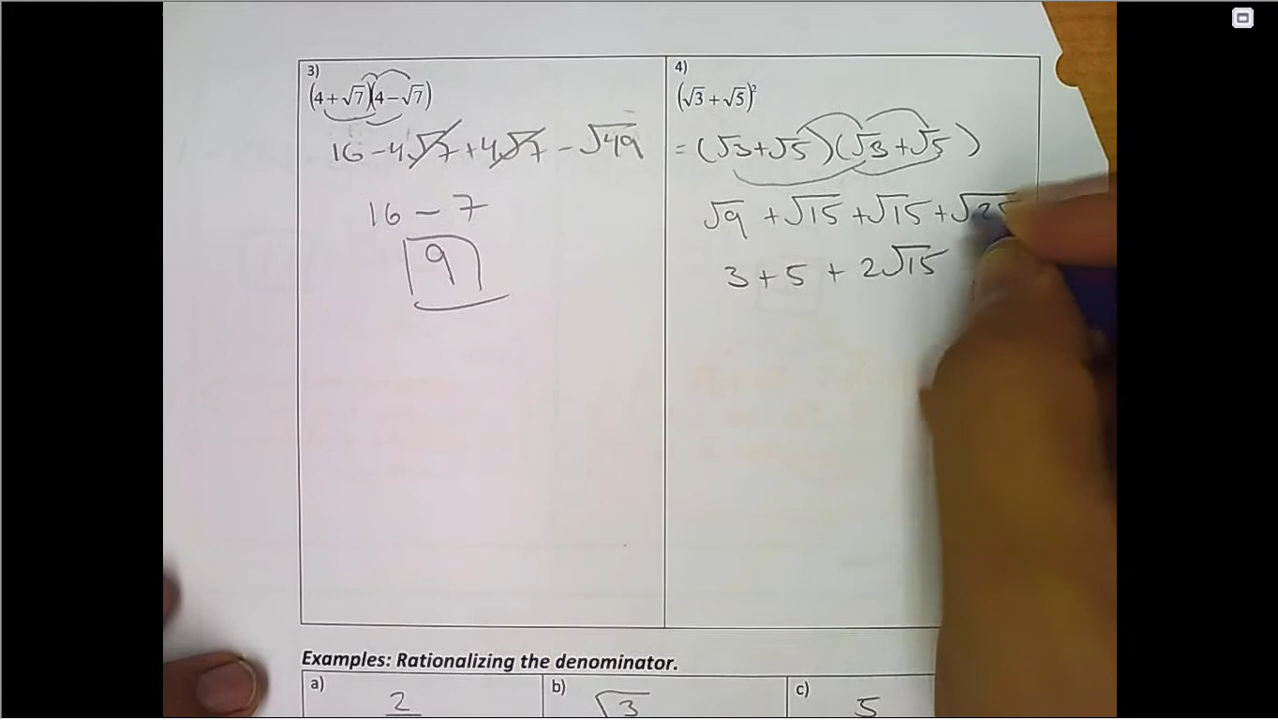 3)
(4+√7)(4−√7)
16 − 4√7 + 4√7 − √49
16 − 7
9
4)
(√3+√5)²
= (√3+√5)(√3+√5)
√9 + √15 + √15 + √25
3 + 5 + 2√15
Examples: Rationalizing the denominator.
a)
2
b)
√3
c)
5